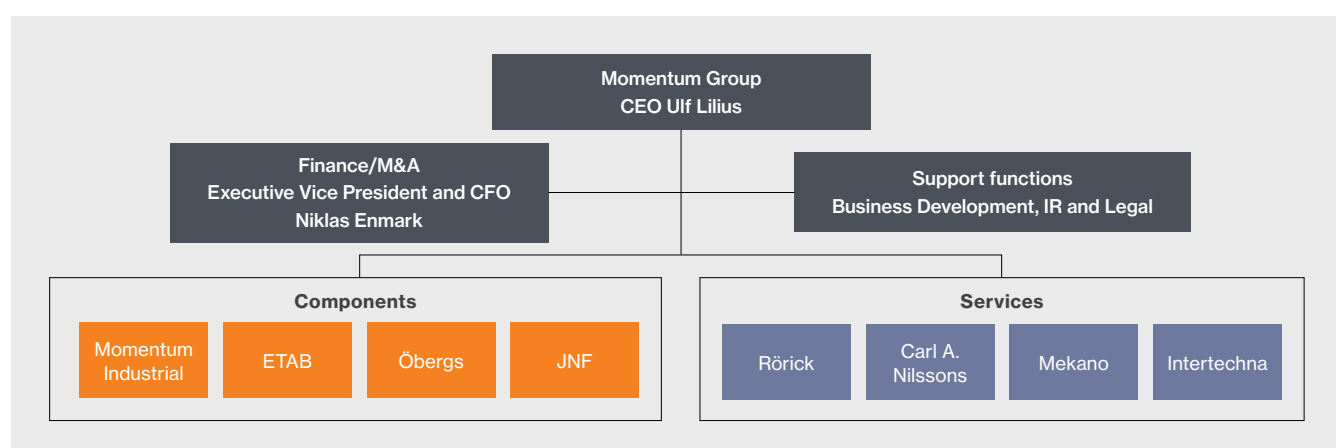 Momentum Group
CEO Ulf Lilius
Finance/M&A
Executive Vice President and CFO
Niklas Enmark
Support functions
Business Development, IR and Legal
Components
Momentum
Industrial
ETAB
Öbergs
JNF
Services
Rörick
Carl A.
Nilssons
Mekano
Intertechna